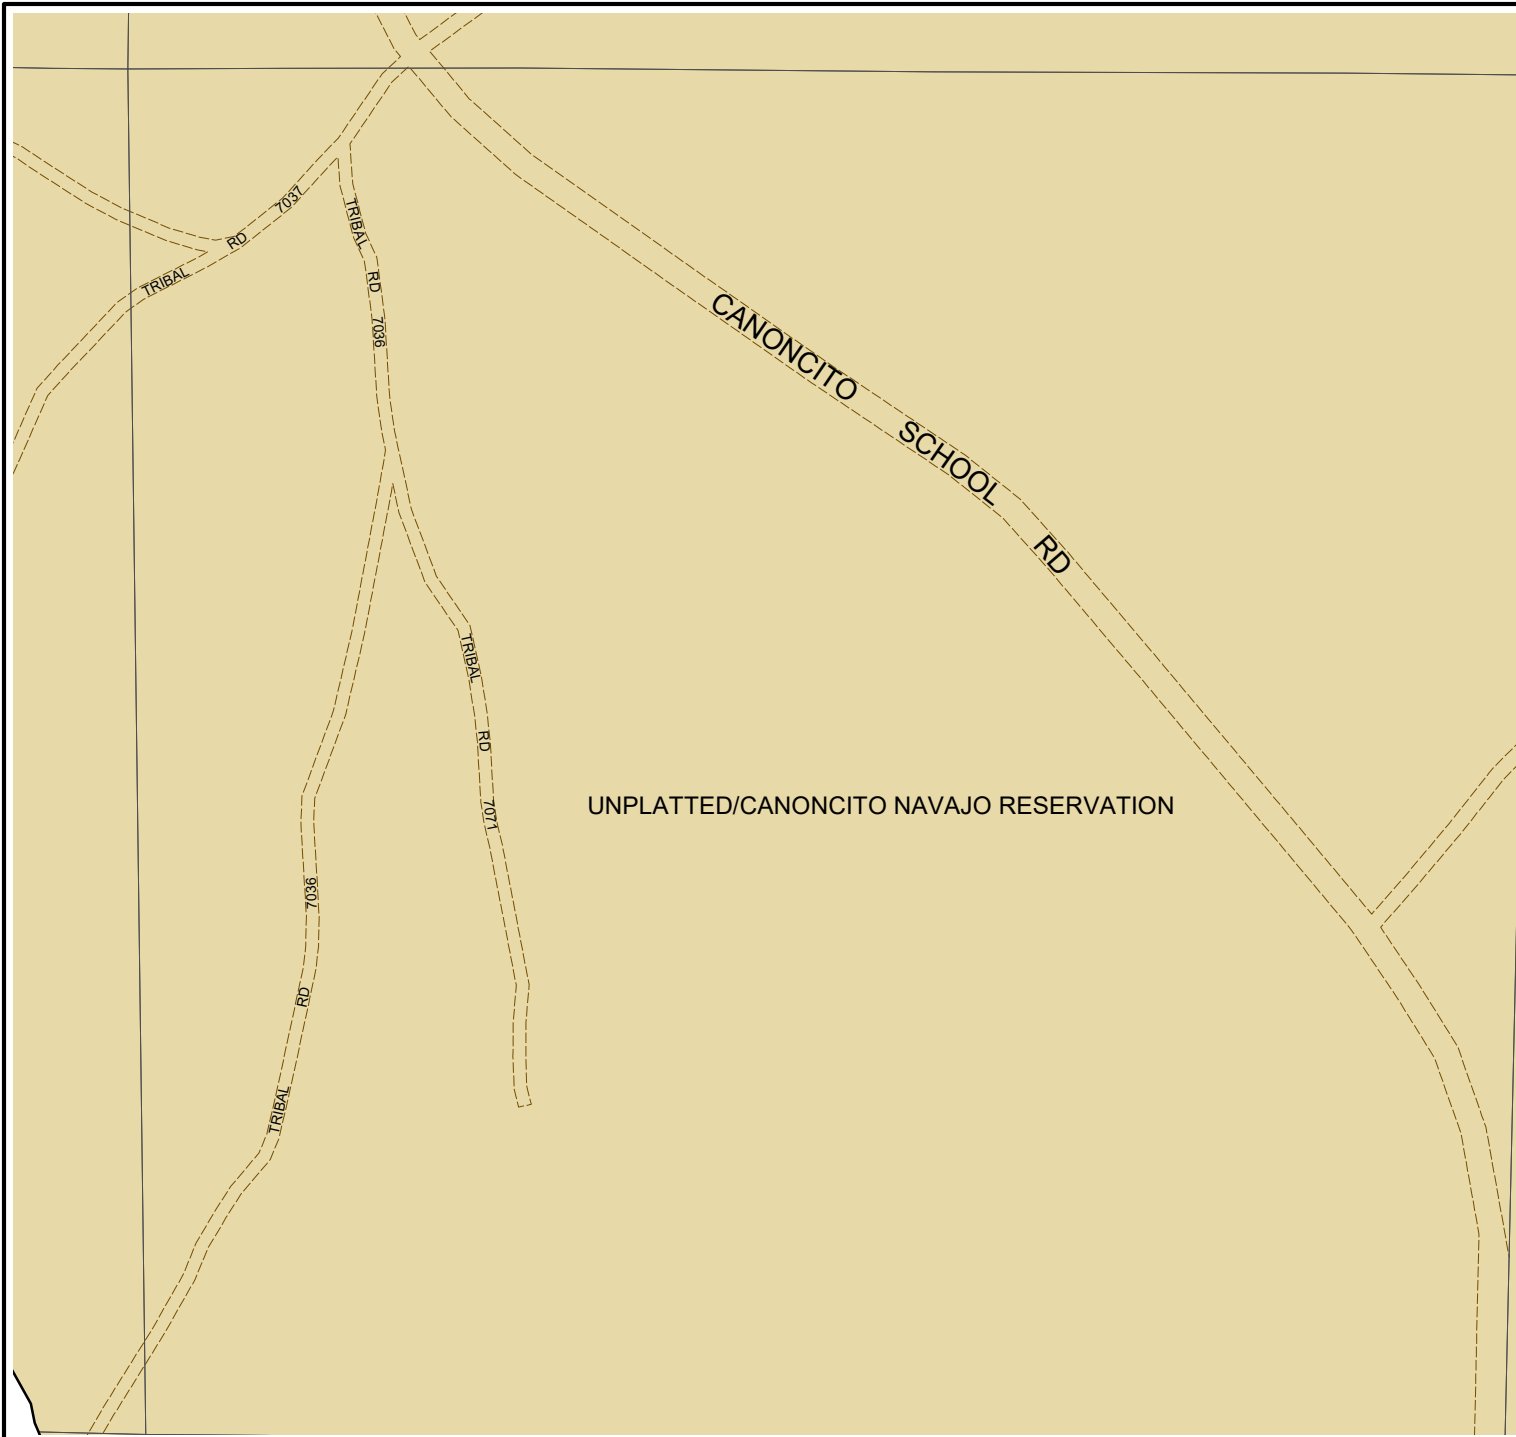 TRIBAL RD 7037
TRIBAL RD 7036
CANONCITO SCHOOL RD
TRIBAL RD 7071
UNPLATTED/CANONCITO NAVAJO RESERVATION
TRIBAL RD 7036